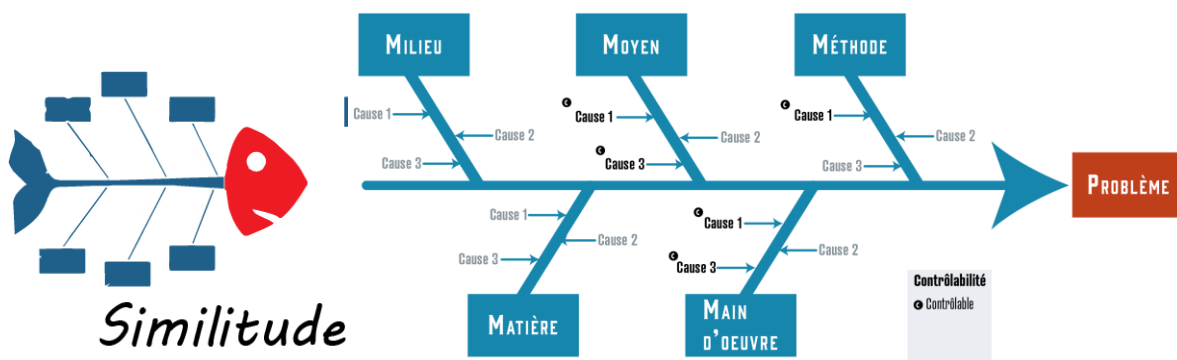 MILIEU
MOYEN
MÉTHODE
Cause 1
Cause 2
Cause 3
C
Cause 1
Cause 2
C
Cause 3
C
Cause 1
Cause 2
Cause 3
PROBLÈME
Cause 1
Cause 2
Cause 3
C
Cause 1
Cause 2
C
Cause 3
MATIÈRE
MAIN
D'OEUVRE
Contrôlabilité
C Contrôlable
Similitude